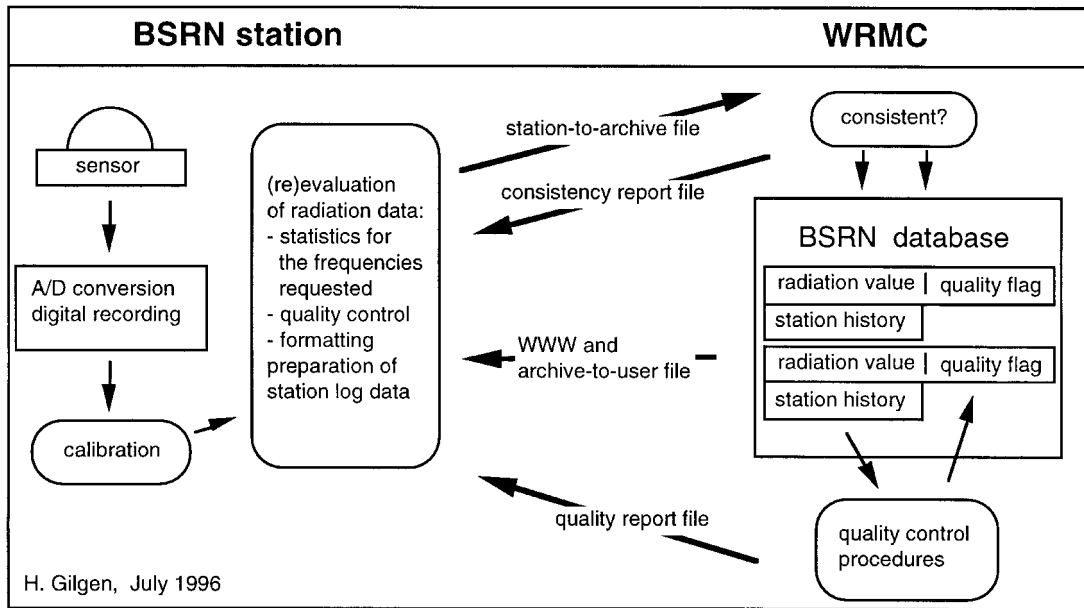 BSRN station
WRMC
sensor
A/D conversion
digital recording
calibration
(re)evaluation
of radiation data:
- statistics for
the frequencies
requested
- quality control
- formatting
preparation of
station log data
station-to-archive file
consistency report file
WWW and
archive-to-user file
quality report file
consistent?
BSRN database
radiation value | quality flag
station history
radiation value | quality flag
station history
quality control
procedures
H. Gilgen, July 1996